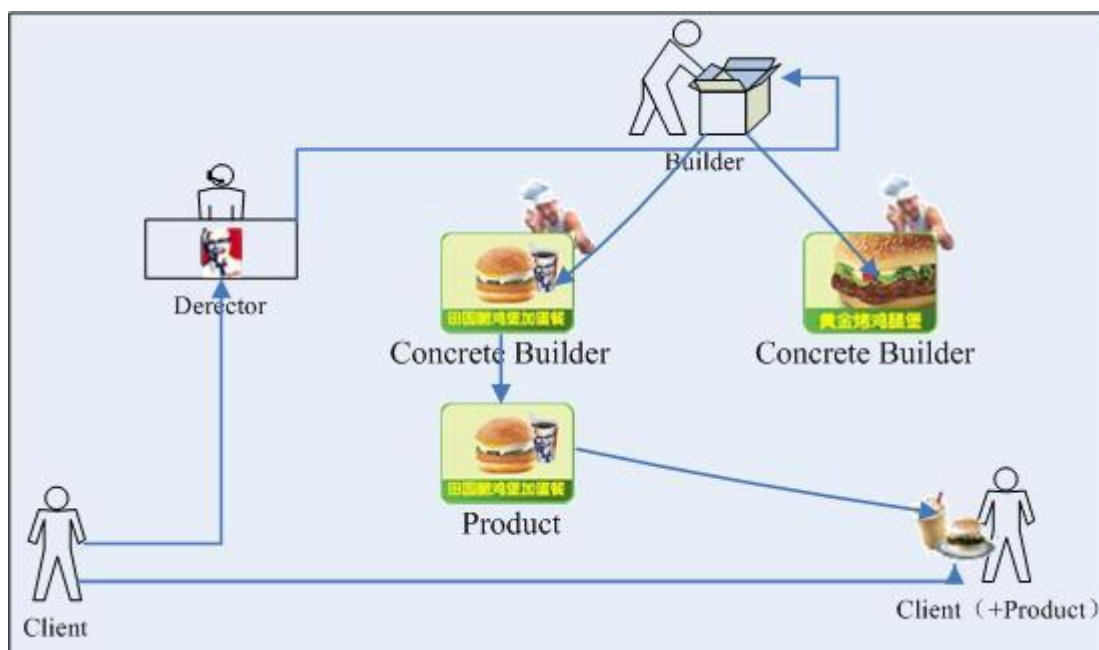 Builder
Derector
田园脆鸡堡加蛋餐
黄金烤鸡腿堡
Concrete Builder
Concrete Builder
田园脆鸡堡加蛋餐
Product
Client
Client（+Product）